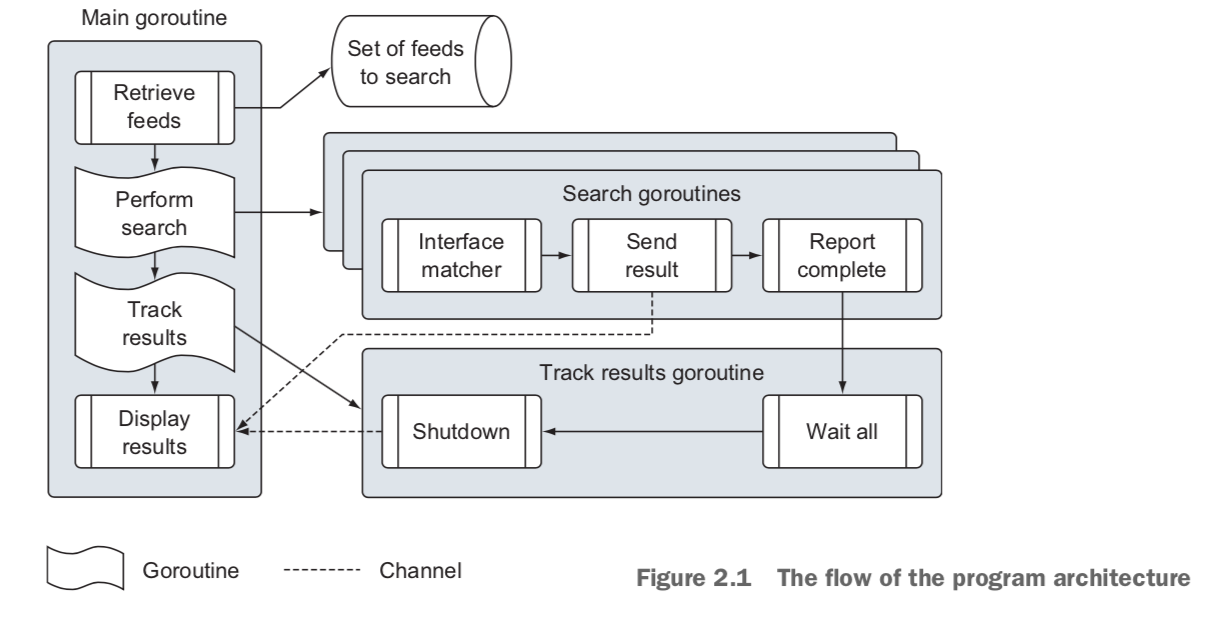 Main goroutine
Set of feeds
to search
Retrieve
feeds
Perform
search
Search goroutines
Interface
matcher
Send
result
Report
complete
Track
results
Track results goroutine
Display
results
Shutdown
Wait all
Goroutine
Channel
Figure 2.1 The flow of the program architecture